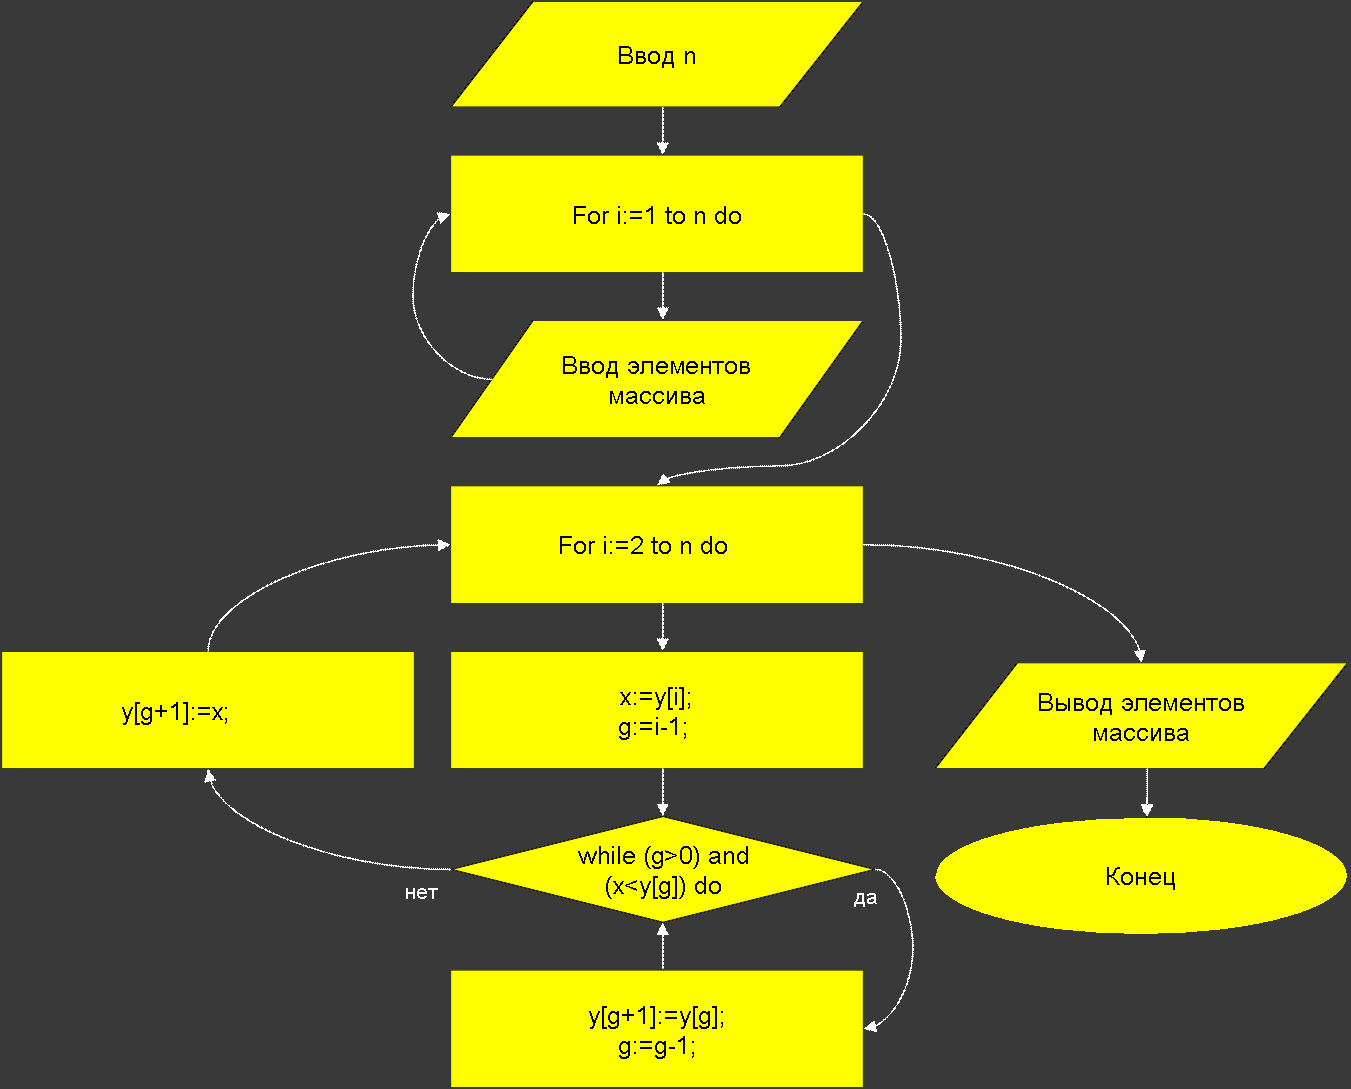 Ввод n
For i:=1 to n do
Ввод элементов
массива
For i:=2 to n do
y[g+1]:=x;
x:=y[i];
g:=i-1;
Вывод элементов
массива
while (g>0) and
(x<y[g]) do
нет
да
Конец
y[g+1]:=y[g];
g:=g-1;